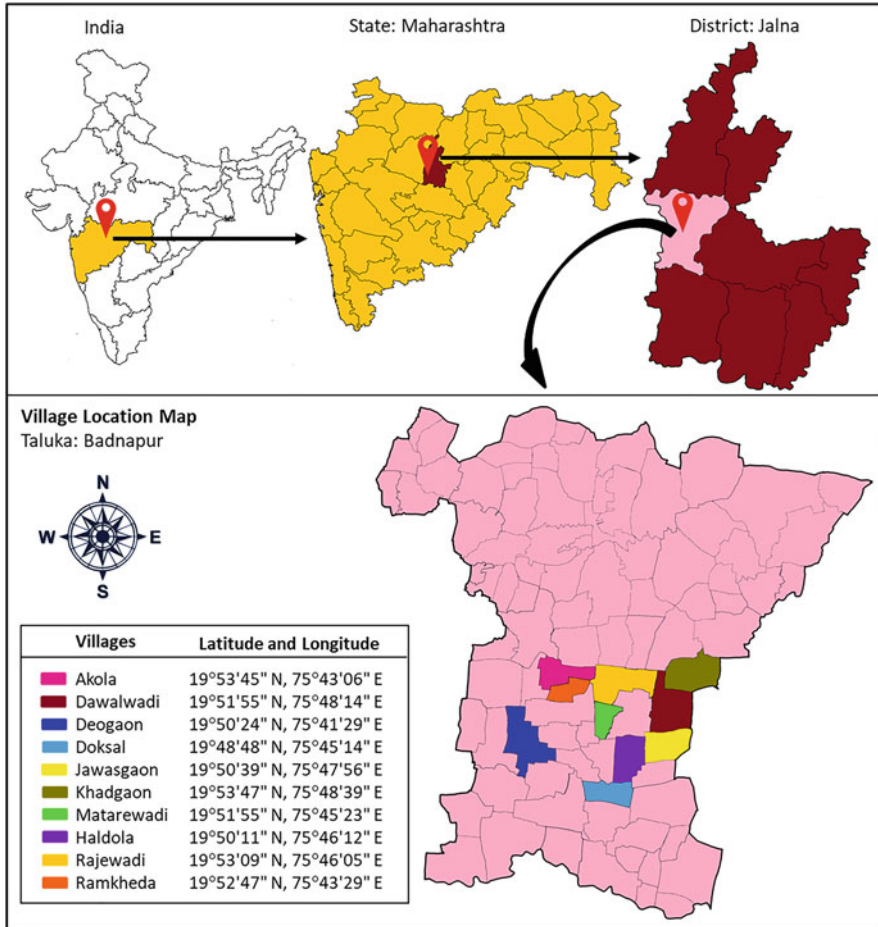 India
State: Maharashtra
District: Jalna
Village Location Map
Taluka: Badnapur
N
W E
S
Villages Latitude and Longitude
Akola 19°53'45" N, 75°43'06" E
Dawalwadi 19°51'55" N, 75°48'14" E
Deogaon 19°50'24" N, 75°41'29" E
Doksal 19°48'48" N, 75°45'14" E
Jawasgaon 19°50'39" N, 75°47'56" E
Khadgaon 19°53'47" N, 75°48'39" E
Matarewadi 19°51'55" N, 75°45'23" E
Haldola 19°50'11" N, 75°46'12" E
Rajewadi 19°53'09" N, 75°46'05" E
Ramkheda 19°52'47" N, 75°43'29" E